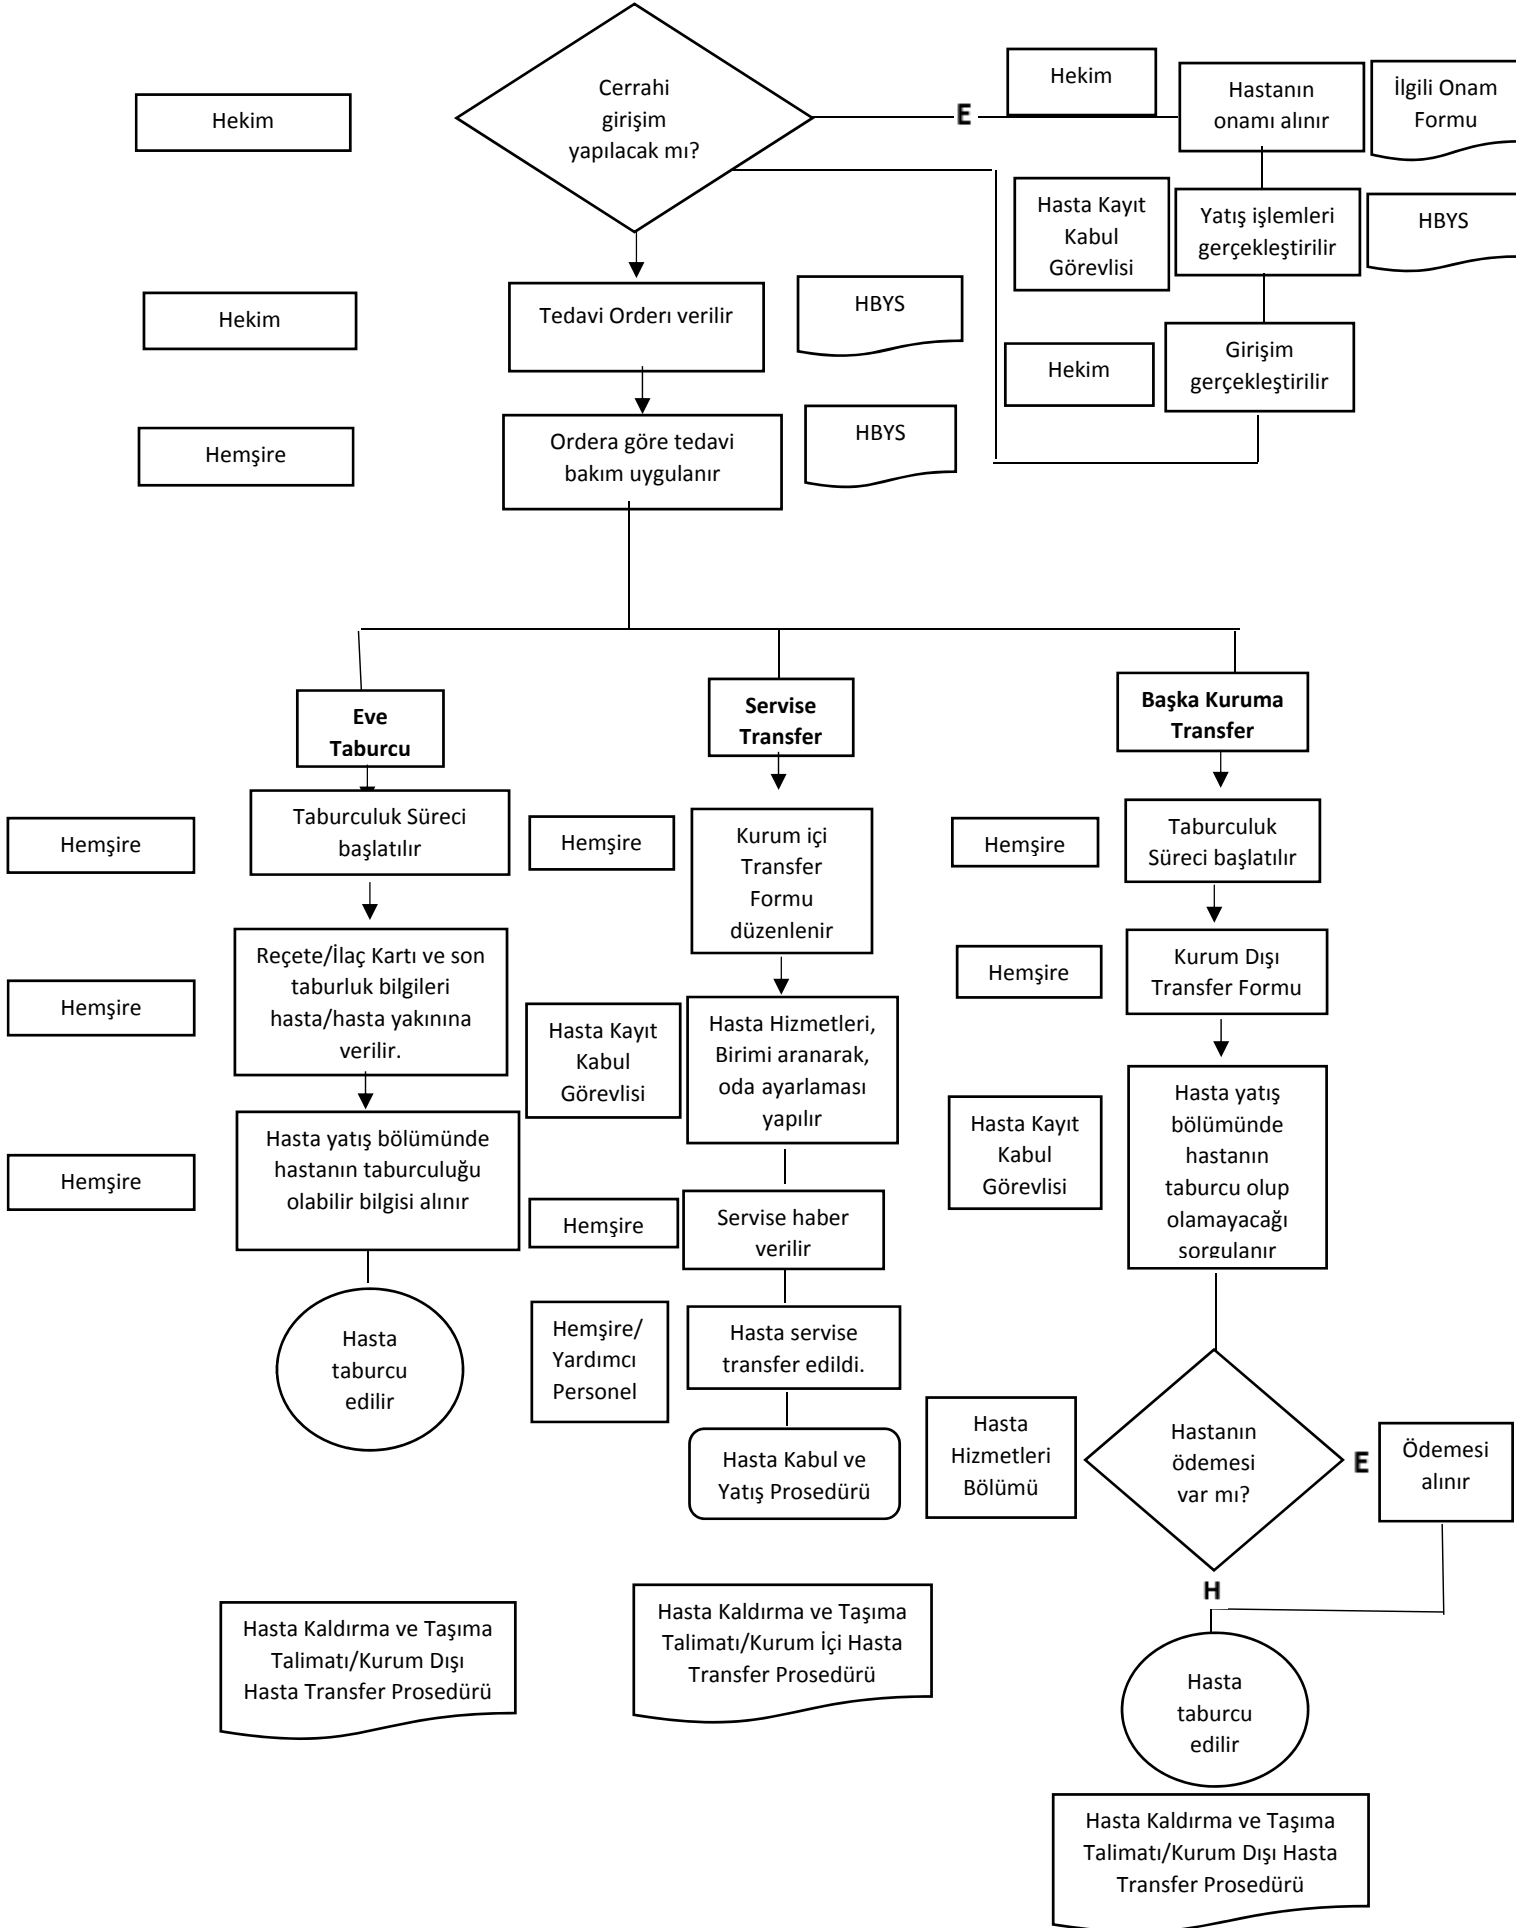 Hekim
Cerrahi
girişim
yapılacak mı?
E
Hekim
Hastanın
onamı alınır
İlgili Onam
Formu
Hasta Kayıt
Kabul
Görevlisi
Yatış işlemleri
gerçekleştirilir
HBYS
Hekim
Tedavi Orderı verilir
HBYS
Hekim
Girişim
gerçekleştirilir
Hemşire
Ordera göre tedavi
bakım uygulanır
HBYS
Eve
Taburcu
Servise
Transfer
Başka Kuruma
Transfer
Hemşire
Taburculuk Süreci
başlatılır
Hemşire
Kurum içi
Transfer
Formu
düzenlenir
Hemşire
Taburculuk
Süreci başlatılır
Hemşire
Reçete/İlaç Kartı ve son
taburluk bilgileri
hasta/hasta yakınına
verilir.
Hasta Kayıt
Kabul
Görevlisi
Hasta Hizmetleri,
Birimi aranarak,
oda ayarlaması
yapılır
Hemşire
Kurum Dışı
Transfer Formu
Hemşire
Hasta yatış bölümünde
hastanın taburculuğu
olabilir bilgisi alınır
Hemşire
Servise haber
verilir
Hasta Kayıt
Kabul
Görevlisi
Hasta yatış
bölümünde
hastanın
taburcu olup
olamayacağı
sorgulanır
Hasta
taburcu
edilir
Hemşire/
Yardımcı
Personel
Hasta servise
transfer edildi.
Hasta Kabul ve
Yatış Prosedürü
Hasta
Hizmetleri
Bölümü
Hastanın
ödemesi
var mı?
E
Ödemesi
alınır
H
Hasta Kaldırma ve Taşıma
Talimatı/Kurum Dışı
Hasta Transfer Prosedürü
Hasta Kaldırma ve Taşıma
Talimatı/Kurum İçi Hasta
Transfer Prosedürü
Hasta
taburcu
edilir
Hasta Kaldırma ve Taşıma
Talimatı/Kurum Dışı Hasta
Transfer Prosedürü